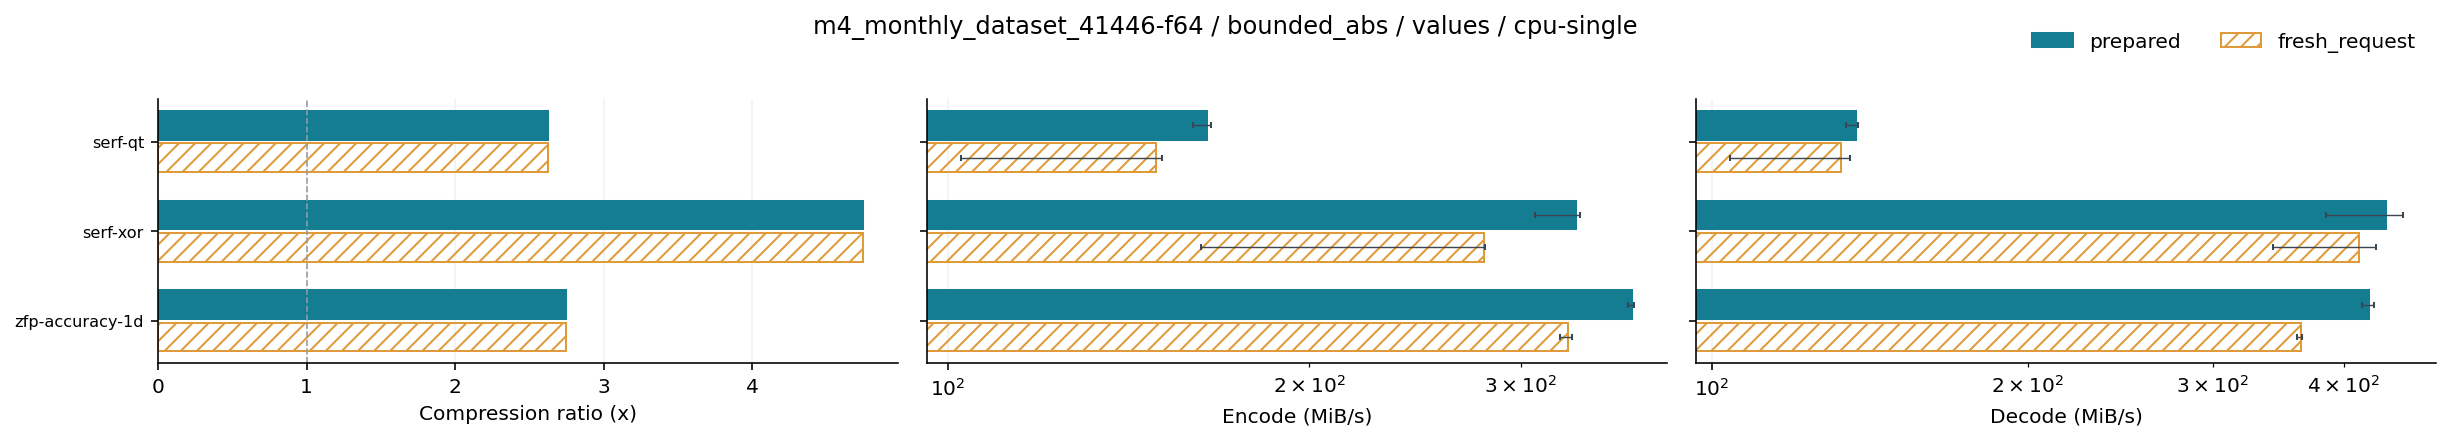 m4_monthly_dataset_41446-f64 / bounded_abs / values / cpu-single
prepared
fresh_request
serf-qt
serf-xor
zfp-accuracy-1d
0 1 2 3 4
Compression ratio (x)
10² 2 × 10² 3 × 10²
Encode (MiB/s)
10² 2 × 10² 3 × 10² 4 × 10²
Decode (MiB/s)